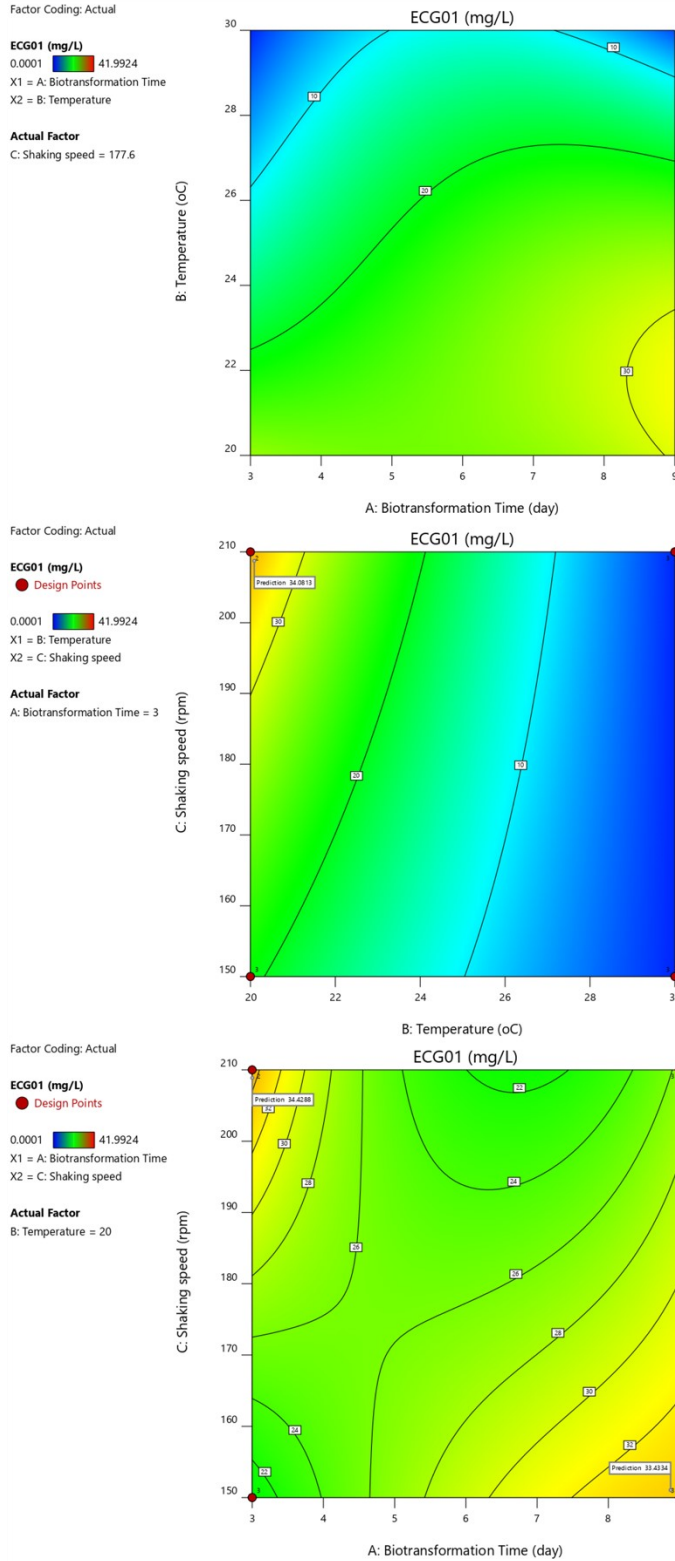 Factor Coding: Actual
ECG01 (mg/L)
0.0001 41.9924
X1 = A: Biotransformation Time
X2 = B: Temperature
Actual Factor
C: Shaking speed = 177.6
ECG01 (mg/L)
30
28
26
24
22
20
B: Temperature (oC)
10
10
20
30
3 4 5 6 7 8 9
A: Biotransformation Time (day)
Factor Coding: Actual
ECG01 (mg/L)
Design Points
0.0001 41.9924
X1 = B: Temperature
X2 = C: Shaking speed
Actual Factor
A: Biotransformation Time = 3
ECG01 (mg/L)
210
200
190
180
170
160
150
C: Shaking speed (rpm)
Prediction 34.0813
30
20
10
3
20 22 24 26 28
B: Temperature (oC)
Factor Coding: Actual
ECG01 (mg/L)
Design Points
0.0001 41.9924
X1 = A: Biotransformation Time
X2 = C: Shaking speed
Actual Factor
B: Temperature = 20
ECG01 (mg/L)
210
200
190
180
170
160
150
C: Shaking speed (rpm)
Prediction 34.4288
32
30
28
26
22
24
26
28
30
32
24
22
Prediction 33.4334
3
3 4 5 6 7 8
A: Biotransformation Time (day)